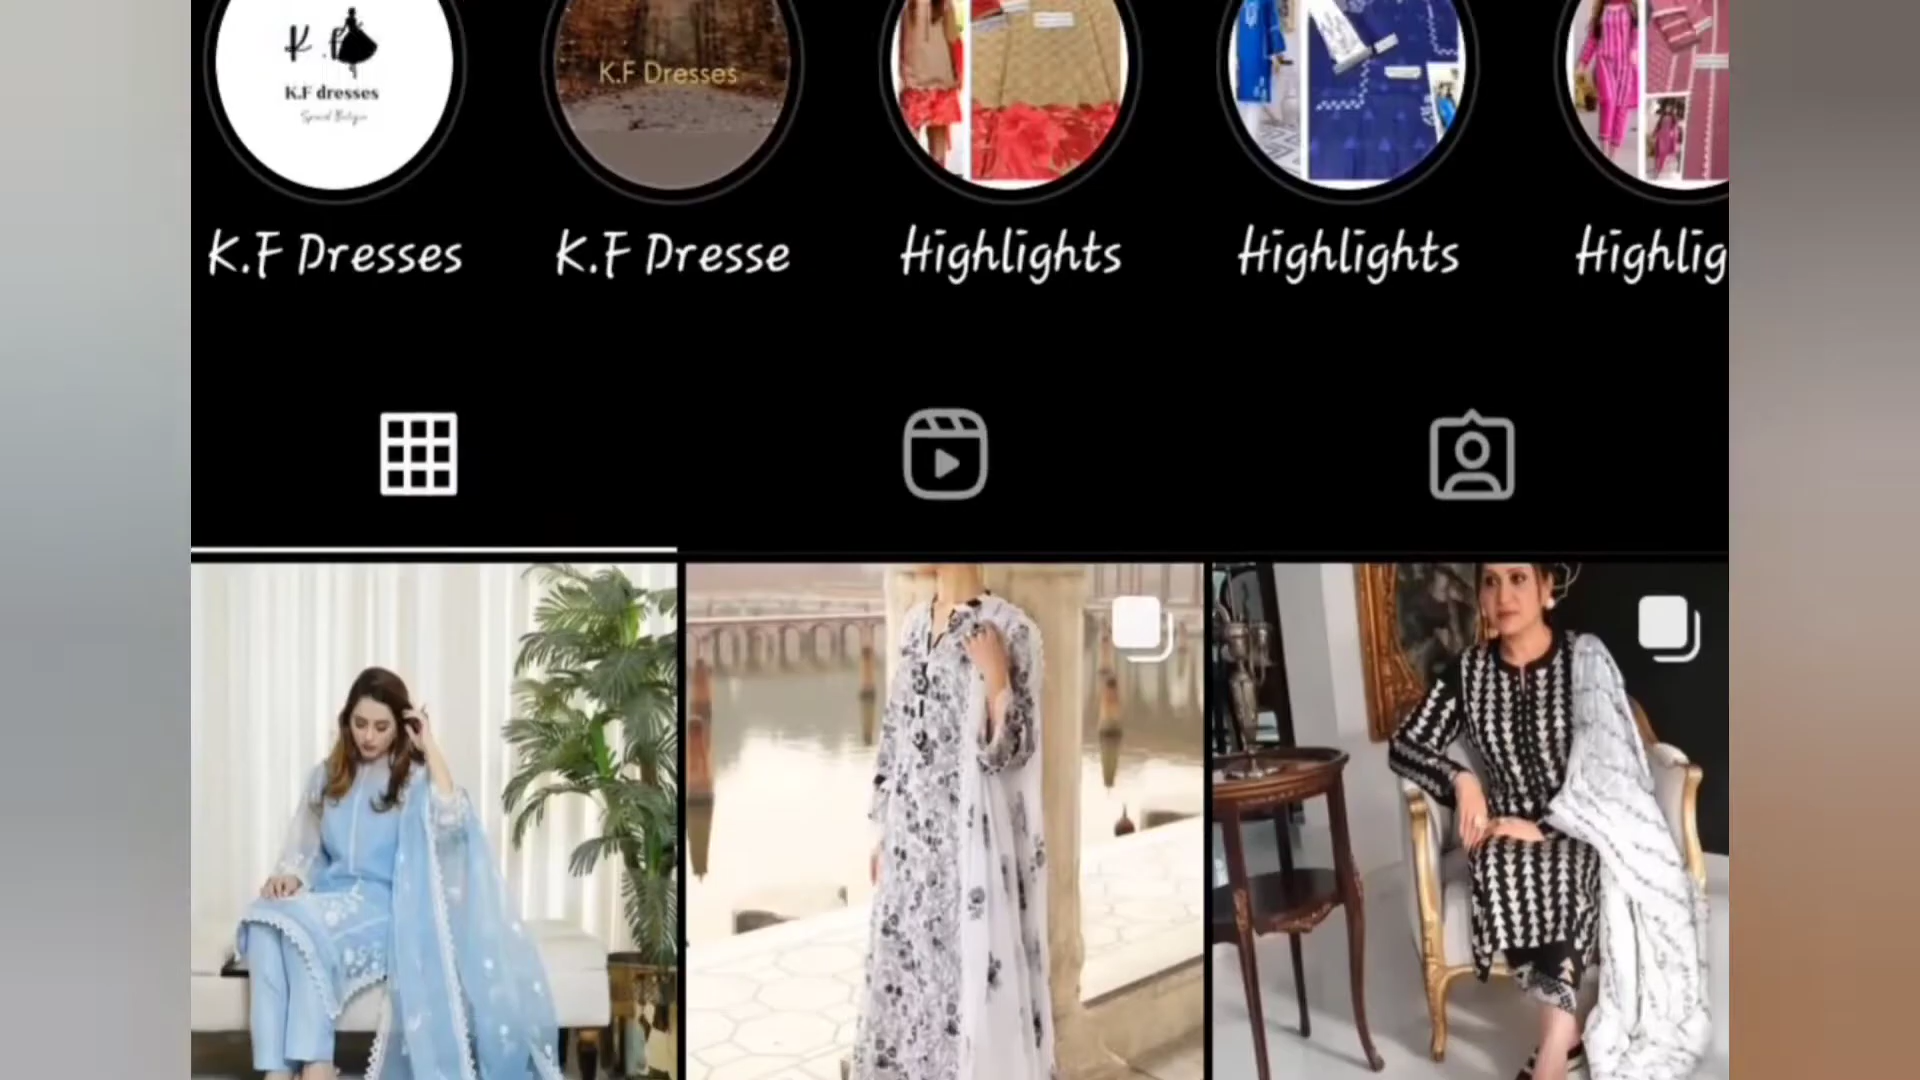 K.F
K.F dresses
K.F Dresses
K.F Dresses
K.F Dresse
Highlights
Highlights
Highlig